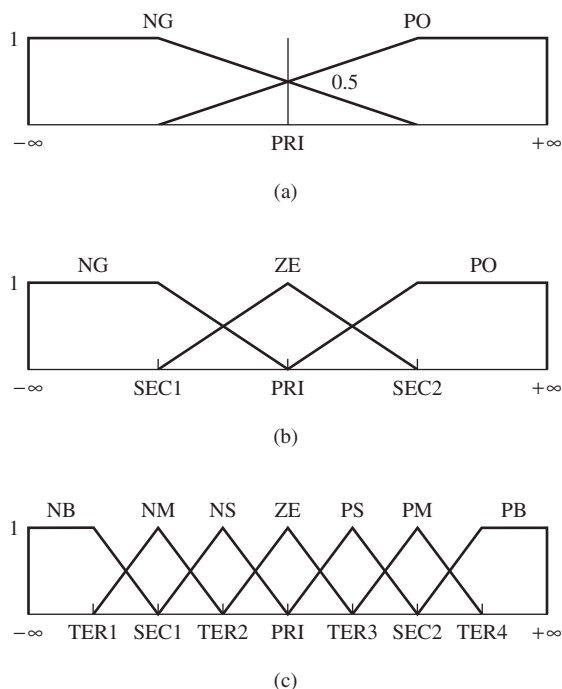 NG PO
1
0.5
−∞ PRI +∞
(a)
NG ZE PO
1
−∞ SEC1 PRI SEC2 +∞
(b)
NB NM NS ZE PS PM PB
1
−∞ TER1 SEC1 TER2 PRI TER3 SEC2 TER4 +∞
(c)